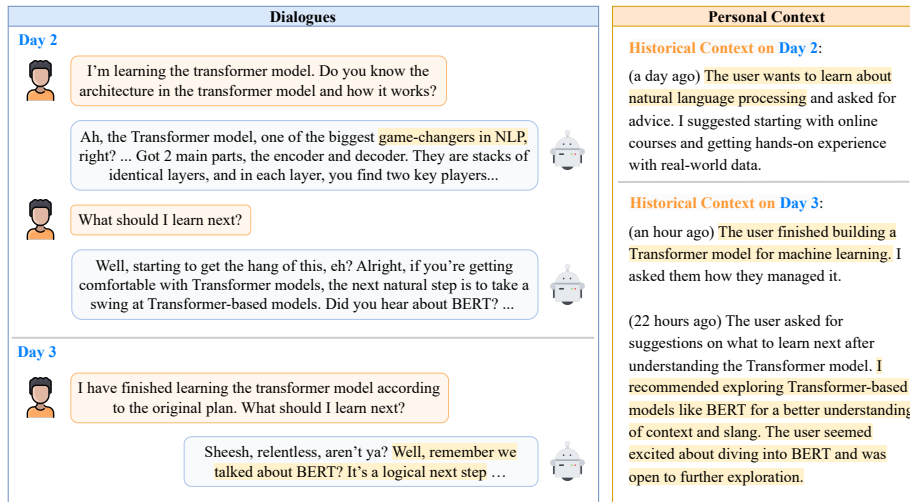 Dialogues
Day 2
I'm learning the transformer model. Do you know the
architecture in the transformer model and how it works?
Ah, the Transformer model, one of the biggest game-changers in NLP,
right? ... Got 2 main parts, the encoder and decoder. They are stacks of
identical layers, and in each layer, you find two key players...
What should I learn next?
Well, starting to get the hang of this, eh? Alright, if you're getting
comfortable with Transformer models, the next natural step is to take a
swing at Transformer-based models. Did you hear about BERT? ...
Day 3
I have finished learning the transformer model according
to the original plan. What should I learn next?
Sheesh, relentless, aren't ya? Well, remember we
talked about BERT? It's a logical next step ...
Personal Context
Historical Context on Day 2:
(a day ago) The user wants to learn about
natural language processing and asked for
advice. I suggested starting with online
courses and getting hands-on experience
with real-world data.
Historical Context on Day 3:
(an hour ago) The user finished building a
Transformer model for machine learning. I
asked them how they managed it.
(22 hours ago) The user asked for
suggestions on what to learn next after
understanding the Transformer model. I
recommended exploring Transformer-based
models like BERT for a better understanding
of context and slang. The user seemed
excited about diving into BERT and was
open to further exploration.